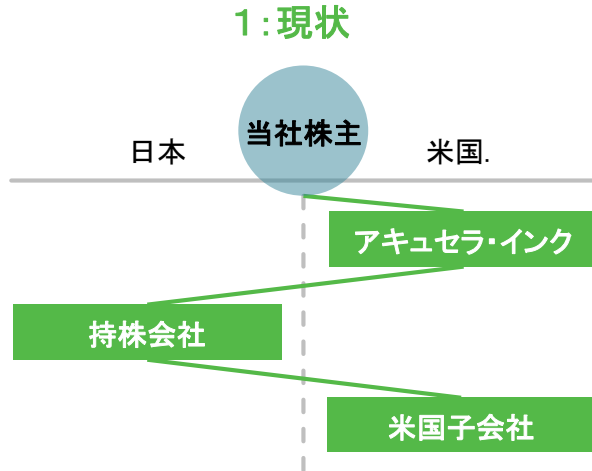 1:現状
当社株主
日本
米国.
アキュセラ・インク
持株会社
米国子会社